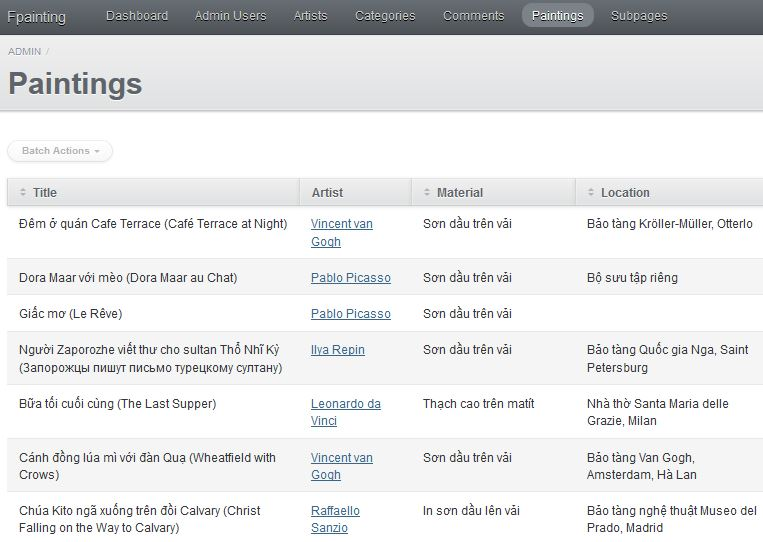 Fpainting Dashboard Admin Users Artists Categories Comments Paintings Subpages
ADMIN /
Paintings
Batch Actions
Title Artist Material Location
Đêm ở quán Cafe Terrace (Café Terrace at Night) Vincent van Sơn dầu trên vải Bảo tàng Kröller-Müller, Otterlo
Gogh
Dora Maar với mèo (Dora Maar au Chat) Pablo Picasso Sơn dầu trên vải Bộ sưu tập riêng
Giấc mơ (Le Rêve) Pablo Picasso Sơn dầu trên vải
Người Zaporozhe viết thư cho sultan Thổ Nhĩ Kỳ Ilya Repin Sơn dầu trên vải Bảo tàng Quốc gia Nga, Saint
(Запорожцы пишут письмо турецкому султану) Petersburg
Bữa tối cuối cùng (The Last Supper) Leonardo da Thạch cao trên matít Nhà thờ Santa Maria delle
Vinci Grazie, Milan
Cánh đồng lúa mì với đàn Quạ (Wheatfield with Vincent van Sơn dầu trên vải Bảo tàng Van Gogh,
Crows) Gogh Amsterdam, Hà Lan
Chúa Kito ngã xuống trên đồi Calvary (Christ Raffaello In sơn dầu lên vải Bảo tàng nghệ thuật Museo del
Falling on the Way to Calvary) Sanzio Prado, Madrid